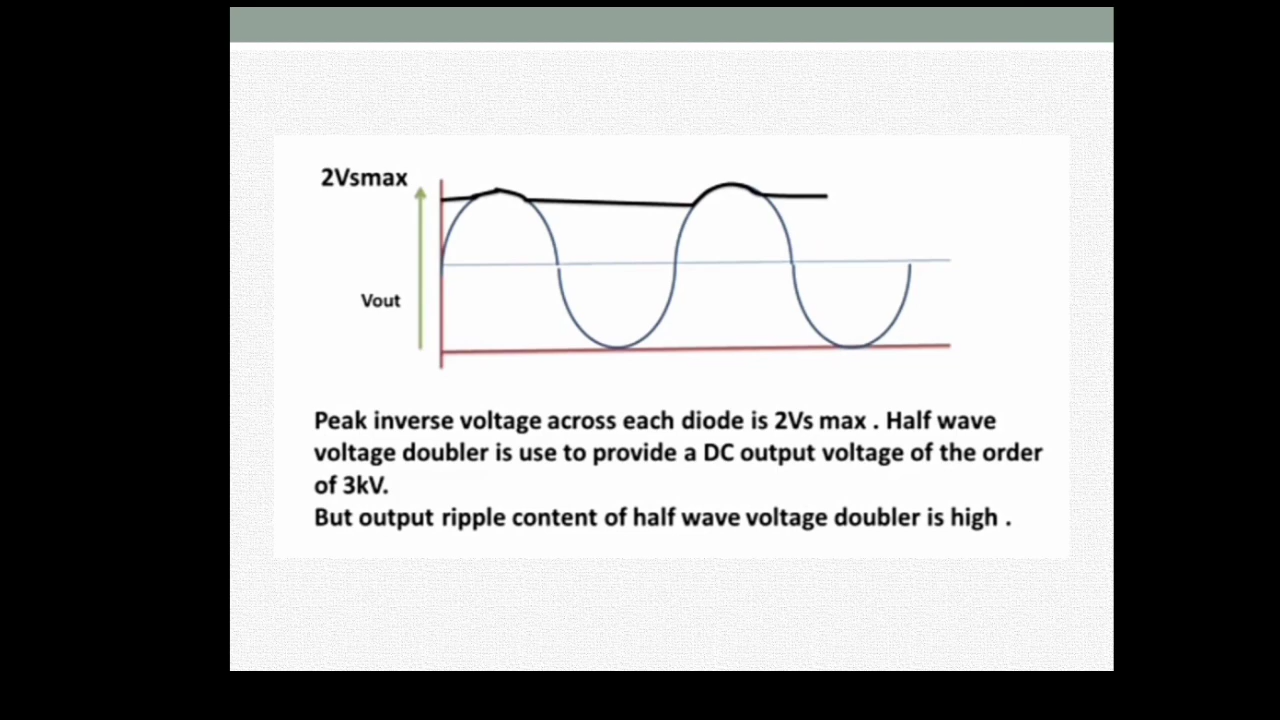 2Vsmax
Vout
Peak inverse voltage across each diode is 2Vs max . Half wave
voltage doubler is use to provide a DC output voltage of the order
of 3kV.
But output ripple content of half wave voltage doubler is high .